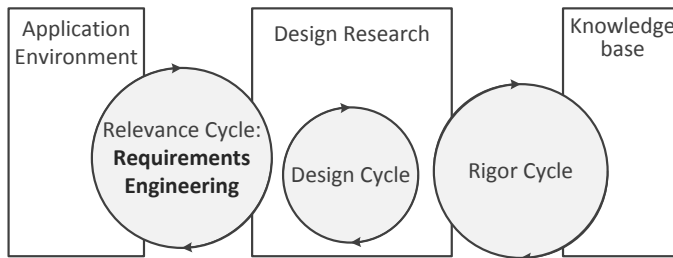 Application
Environment
Design Research
Knowledge
base
Relevance Cycle:
Requirements
Engineering
Design Cycle
Rigor Cycle